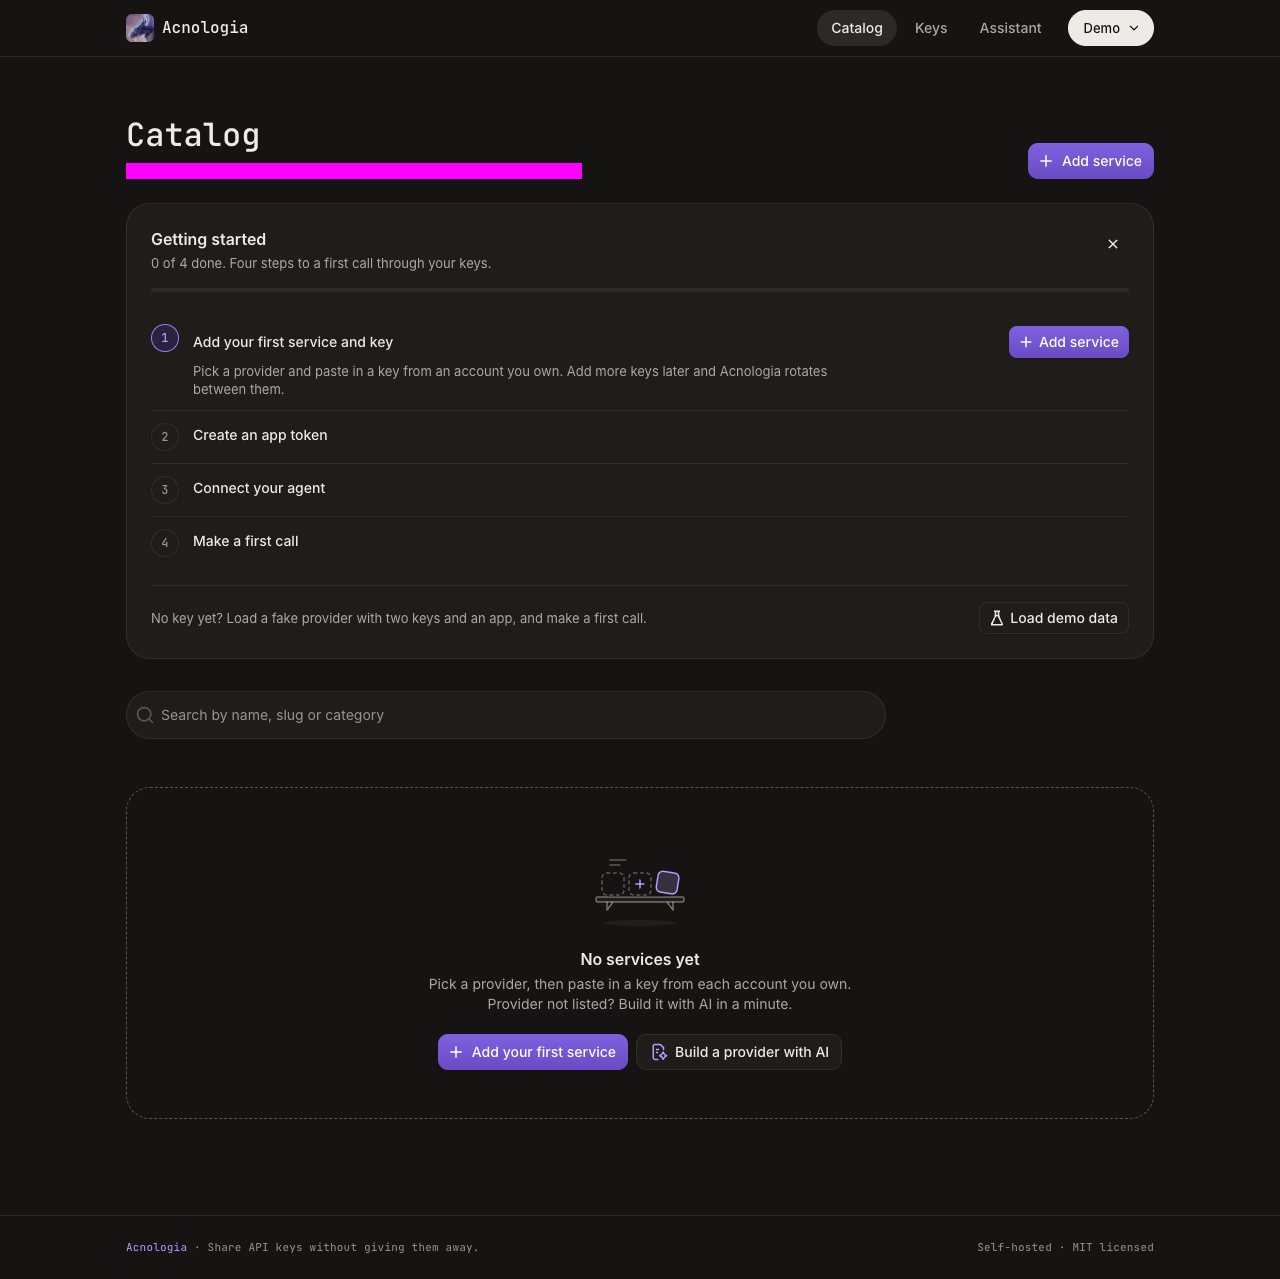 Acnologia
Catalog
Keys
Assistant
Demo
Catalog
Add service
Getting started
0 of 4 done. Four steps to a first call through your keys.
1
Add your first service and key
Add service
Pick a provider and paste in a key from an account you own. Add more keys later and Acnologia rotates
between them.
2
Create an app token
3
Connect your agent
4
Make a first call
No key yet? Load a fake provider with two keys and an app, and make a first call.
Load demo data
Search by name, slug or category
No services yet
Pick a provider, then paste in a key from each account you own.
Provider not listed? Build it with AI in a minute.
Add your first service
Build a provider with AI
Acnologia · Share API keys without giving them away.
Self-hosted · MIT licensed